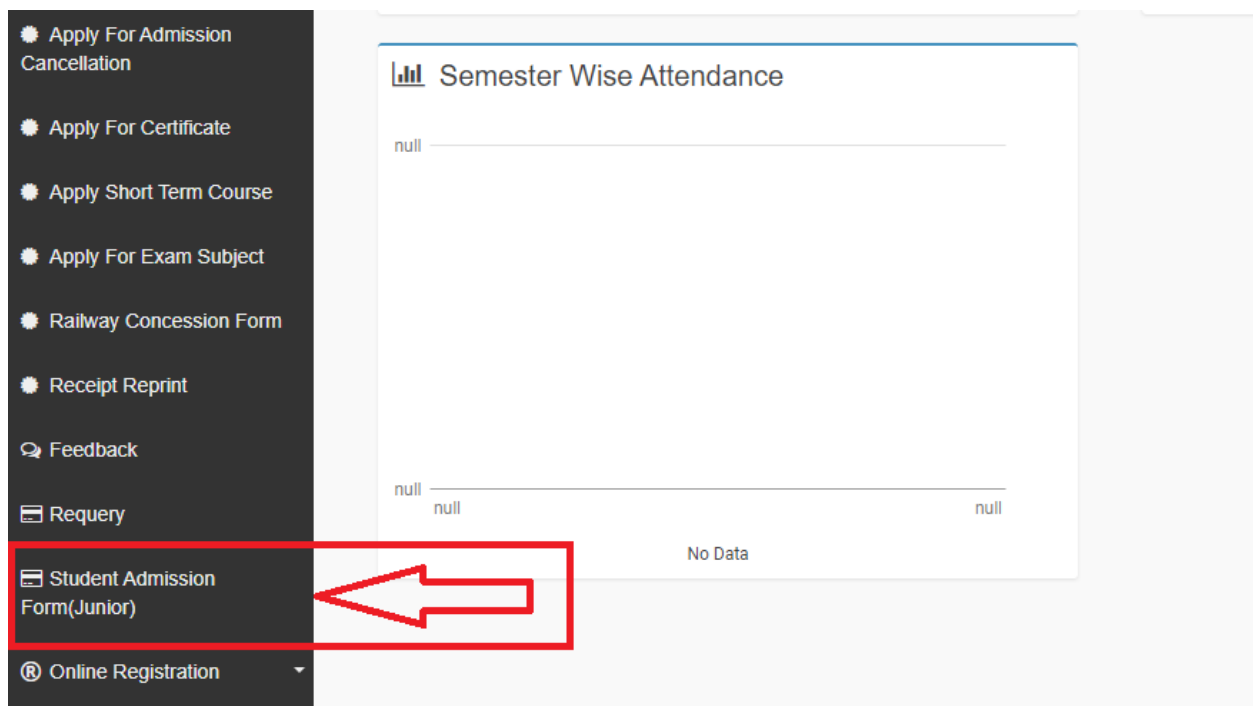 Apply For Admission
Cancellation
Apply For Certificate
Apply Short Term Course
Apply For Exam Subject
Railway Concession Form
Receipt Reprint
Feedback
Requery
Student Admission
Form(Junior)
® Online Registration
Semester Wise Attendance
null
null
null null
No Data